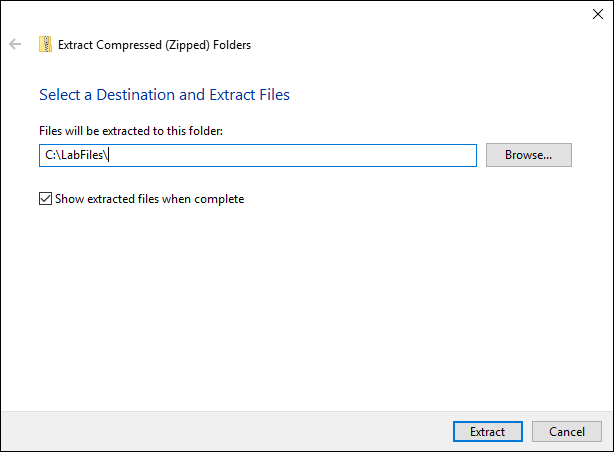 Extract Compressed (Zipped) Folders
Select a Destination and Extract Files
Files will be extracted to this folder:
C:\LabFiles\
Browse...
Show extracted files when complete
Extract
Cancel